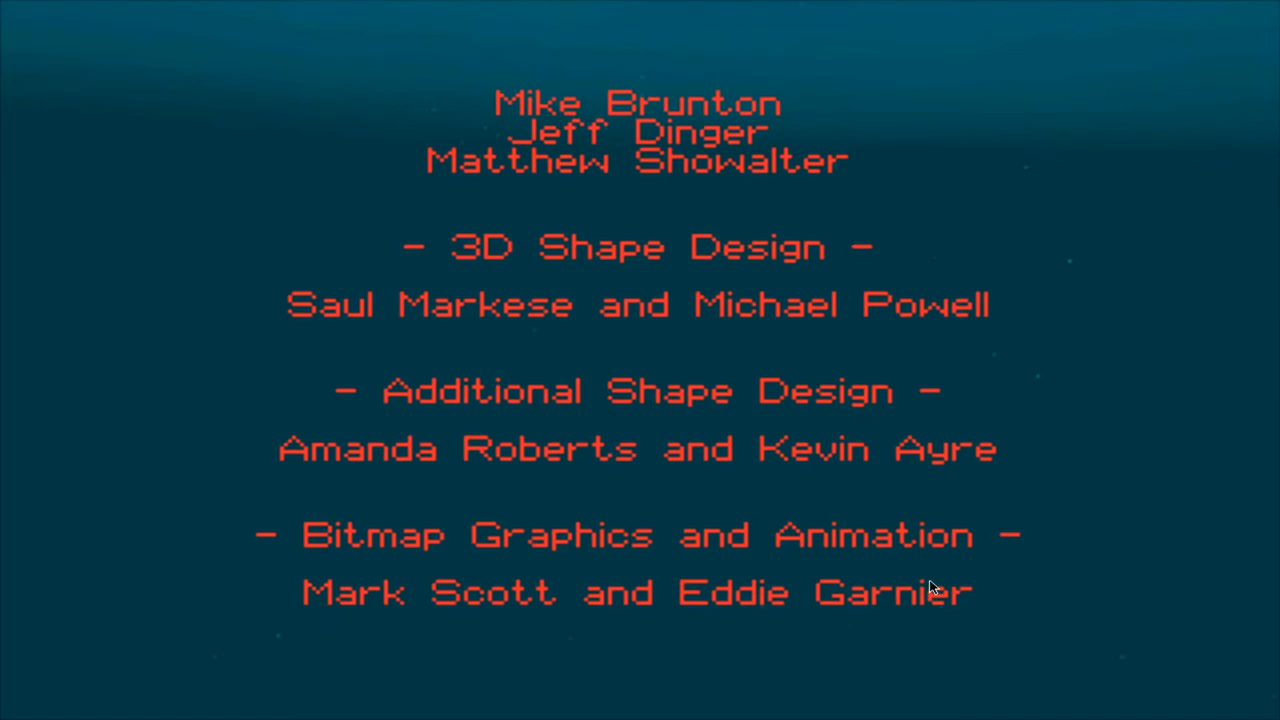 Mike Brunton
Jeff Dinger
Matthew Showalter
- 3D Shape Design -
Saul Markese and Michael Powell
- Additional Shape Design -
Amanda Roberts and Kevin Ayre
- Bitmap Graphics and Animation -
Mark Scott and Eddie Garnier